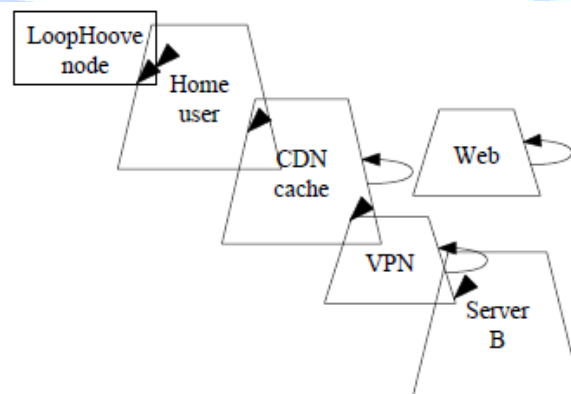 LoopHoove
node
Home
user
CDN
cache
Web
VPN
Server
B